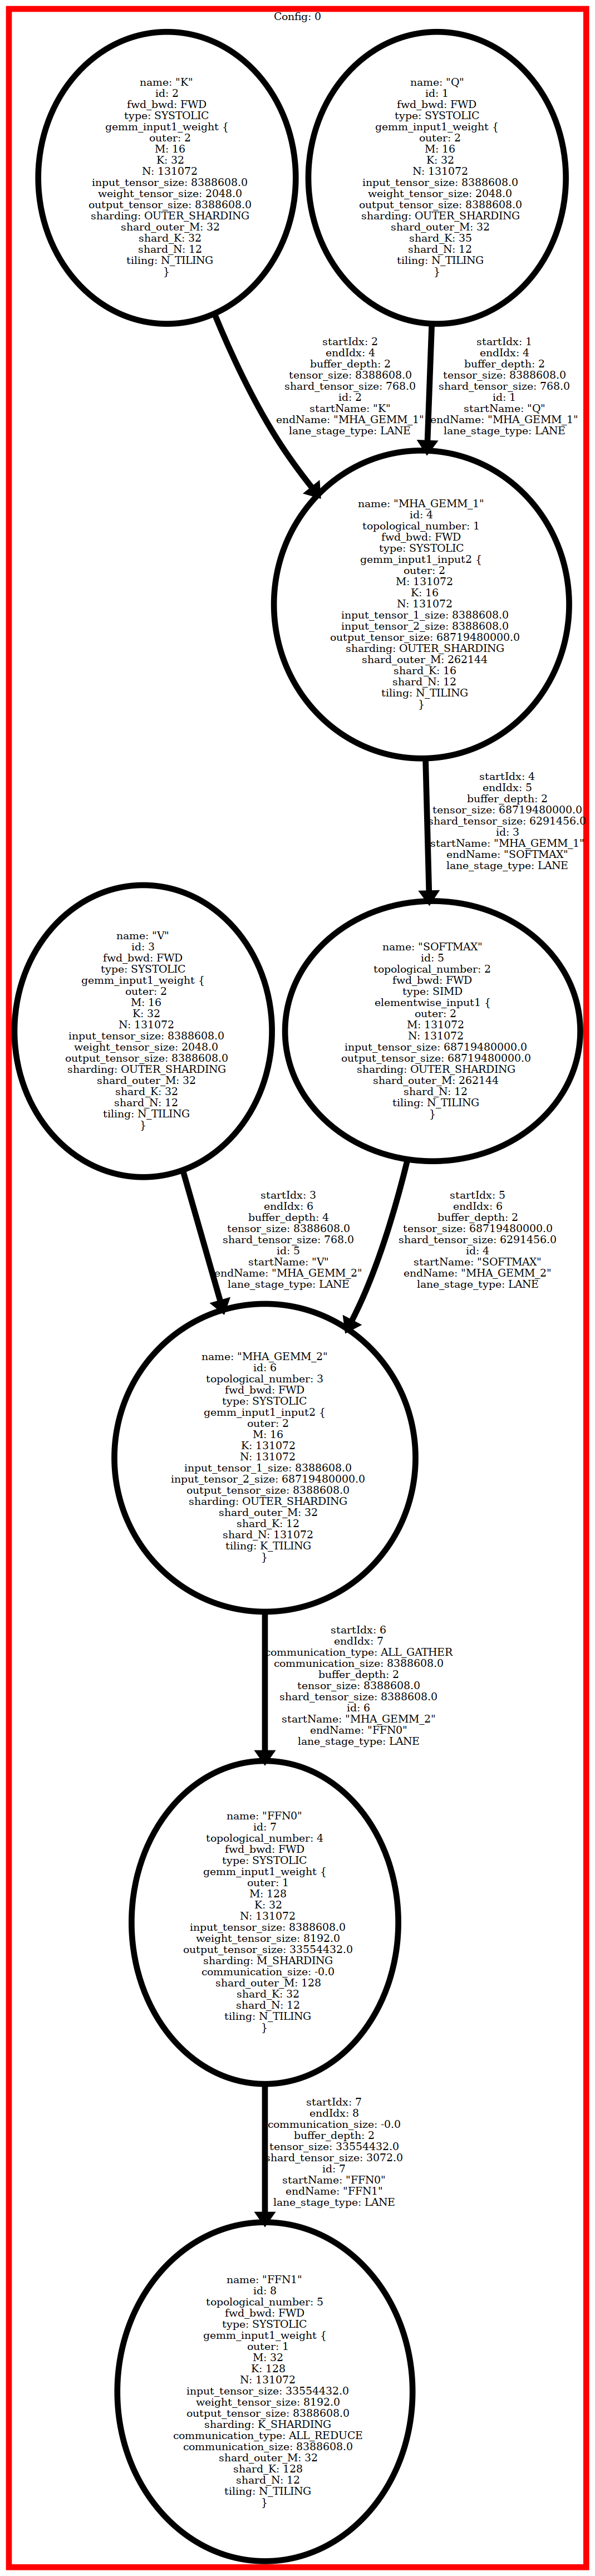 Config: 0
name: "K"
id: 2
fwd_bwd: FWD
type: SYSTOLIC
gemm_input1_weight {
outer: 2
M: 16
K: 32
N: 131072
input_tensor_size: 8388608.0
weight_tensor_size: 2048.0
output_tensor_size: 8388608.0
sharding: OUTER_SHARDING
shard_outer_M: 32
shard_K: 32
shard_N: 12
tiling: N_TILING
}
name: "Q"
id: 1
fwd_bwd: FWD
type: SYSTOLIC
gemm_input1_weight {
outer: 2
M: 16
K: 32
N: 131072
input_tensor_size: 8388608.0
weight_tensor_size: 2048.0
output_tensor_size: 8388608.0
sharding: OUTER_SHARDING
shard_outer_M: 32
shard_K: 35
shard_N: 12
tiling: N_TILING
}
startIdx: 2
endIdx: 4
buffer_depth: 2
tensor_size: 8388608.0
shard_tensor_size: 768.0
id: 2
startName: "K"
endName: "MHA_GEMM_1"
lane_stage_type: LANE
startIdx: 1
endIdx: 4
buffer_depth: 2
tensor_size: 8388608.0
shard_tensor_size: 768.0
id: 1
startName: "Q"
endName: "MHA_GEMM_1"
lane_stage_type: LANE
name: "MHA_GEMM_1"
id: 4
topological_number: 1
fwd_bwd: FWD
type: SYSTOLIC
gemm_input1_input2 {
outer: 2
M: 131072
K: 16
N: 131072
input_tensor_1_size: 8388608.0
input_tensor_2_size: 8388608.0
output_tensor_size: 68719480000.0
sharding: OUTER_SHARDING
shard_outer_M: 262144
shard_K: 16
shard_N: 12
tiling: N_TILING
}
startIdx: 4
endIdx: 5
buffer_depth: 2
tensor_size: 68719480000.0
shard_tensor_size: 6291456.0
id: 3
startName: "MHA_GEMM_1"
endName: "SOFTMAX"
lane_stage_type: LANE
name: "V"
id: 3
fwd_bwd: FWD
type: SYSTOLIC
gemm_input1_weight {
outer: 2
M: 16
K: 32
N: 131072
input_tensor_size: 8388608.0
weight_tensor_size: 2048.0
output_tensor_size: 8388608.0
sharding: OUTER_SHARDING
shard_outer_M: 32
shard_K: 32
shard_N: 12
tiling: N_TILING
}
name: "SOFTMAX"
id: 5
topological_number: 2
fwd_bwd: FWD
type: SIMD
elementwise_input1 {
outer: 2
M: 131072
N: 131072
input_tensor_size: 68719480000.0
output_tensor_size: 68719480000.0
sharding: OUTER_SHARDING
shard_outer_M: 262144
shard_N: 12
tiling: N_TILING
}
startIdx: 3
endIdx: 6
buffer_depth: 4
tensor_size: 8388608.0
shard_tensor_size: 768.0
id: 5
startName: "V"
endName: "MHA_GEMM_2"
lane_stage_type: LANE
startIdx: 5
endIdx: 6
buffer_depth: 2
tensor_size: 68719480000.0
shard_tensor_size: 6291456.0
id: 4
startName: "SOFTMAX"
endName: "MHA_GEMM_2"
lane_stage_type: LANE
name: "MHA_GEMM_2"
id: 6
topological_number: 3
fwd_bwd: FWD
type: SYSTOLIC
gemm_input1_input2 {
outer: 2
M: 16
K: 131072
N: 131072
input_tensor_1_size: 8388608.0
input_tensor_2_size: 68719480000.0
output_tensor_size: 8388608.0
sharding: OUTER_SHARDING
shard_outer_M: 32
shard_K: 12
shard_N: 131072
tiling: K_TILING
}
startIdx: 6
endIdx: 7
communication_type: ALL_GATHER
communication_size: 8388608.0
buffer_depth: 2
tensor_size: 8388608.0
shard_tensor_size: 8388608.0
id: 6
startName: "MHA_GEMM_2"
endName: "FFN0"
lane_stage_type: LANE
name: "FFN0"
id: 7
topological_number: 4
fwd_bwd: FWD
type: SYSTOLIC
gemm_input1_weight {
outer: 1
M: 128
K: 32
N: 131072
input_tensor_size: 8388608.0
weight_tensor_size: 8192.0
output_tensor_size: 33554432.0
sharding: M_SHARDING
communication_size: -0.0
shard_outer_M: 128
shard_K: 32
shard_N: 12
tiling: N_TILING
}
startIdx: 7
endIdx: 8
communication_size: -0.0
buffer_depth: 2
tensor_size: 33554432.0
shard_tensor_size: 3072.0
id: 7
startName: "FFN0"
endName: "FFN1"
lane_stage_type: LANE
name: "FFN1"
id: 8
topological_number: 5
fwd_bwd: FWD
type: SYSTOLIC
gemm_input1_weight {
outer: 1
M: 32
K: 128
N: 131072
input_tensor_size: 33554432.0
weight_tensor_size: 8192.0
output_tensor_size: 8388608.0
sharding: K_SHARDING
communication_type: ALL_REDUCE
communication_size: 8388608.0
shard_outer_M: 32
shard_K: 128
shard_N: 12
tiling: N_TILING
}